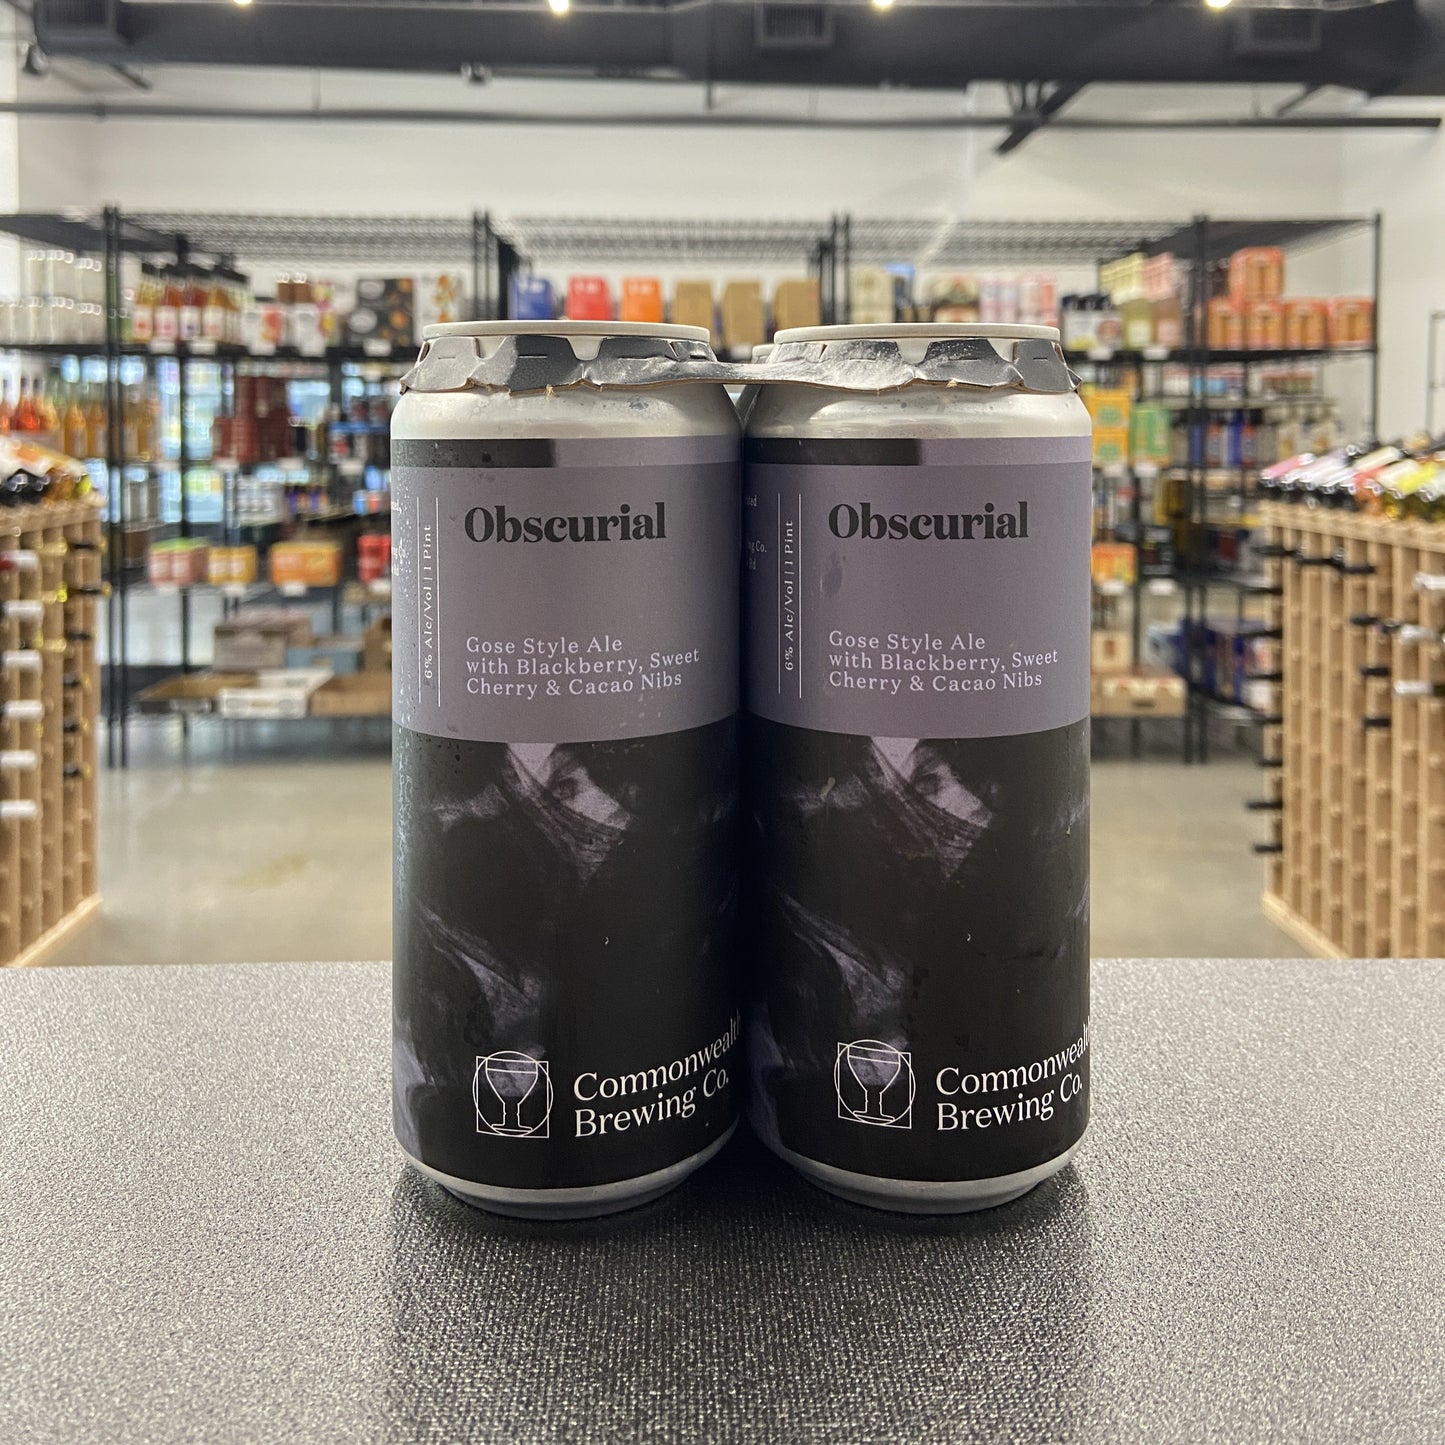 Obscurial
6% Alc/Vol | 1 Pint
Gose Style Ale
with Blackberry, Sweet
Cherry & Cacao Nibs
Commonwealth
Brewing Co.
Obscurial
6% Alc/Vol | 1 Pint
Gose Style Ale
with Blackberry, Sweet
Cherry & Cacao Nibs
Commonwealth
Brewing Co.